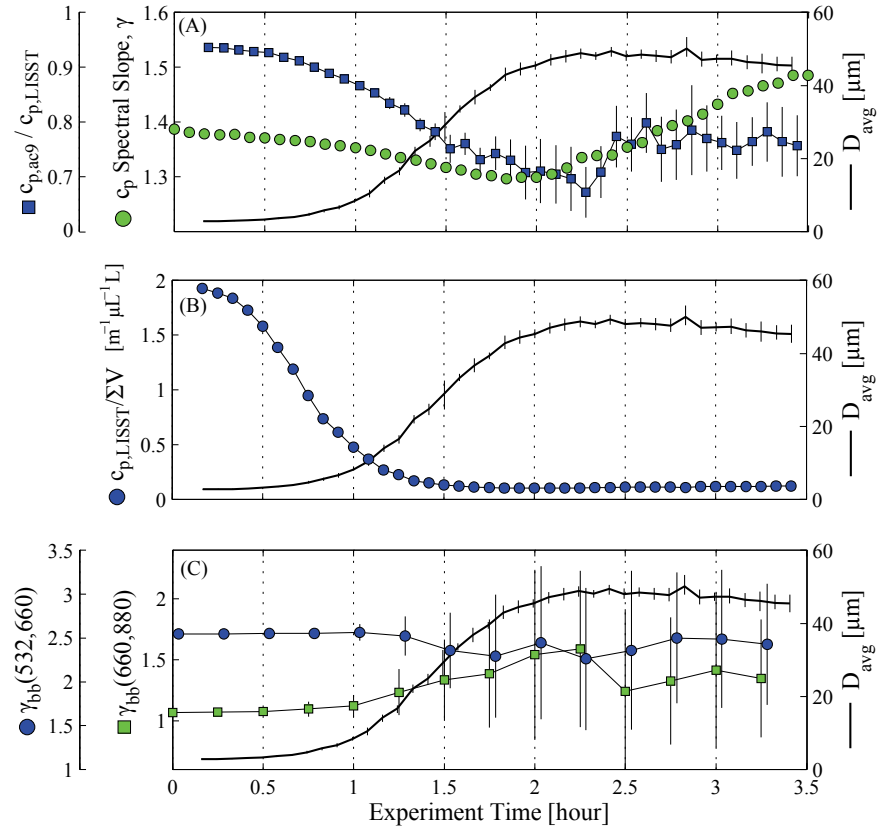 (A)
1
0.9
0.8
0.7
0
c_p,ac9 / c_p,LISST
1.6
1.5
1.4
1.3
c_p Spectral Slope, γ
60
40
20
0
D_avg [μm]
(B)
2
1.5
1
0.5
0
c_p,LISST/ΣV [m⁻¹μL⁻¹L]
60
40
20
0
D_avg [μm]
(C)
3.5
3
2.5
2
1.5
1
γ_bb(532,660)
2
1.5
1
γ_bb(660,880)
60
40
20
0
D_avg [μm]
0 0.5 1 1.5 2 2.5 3 3.5
Experiment Time [hour]